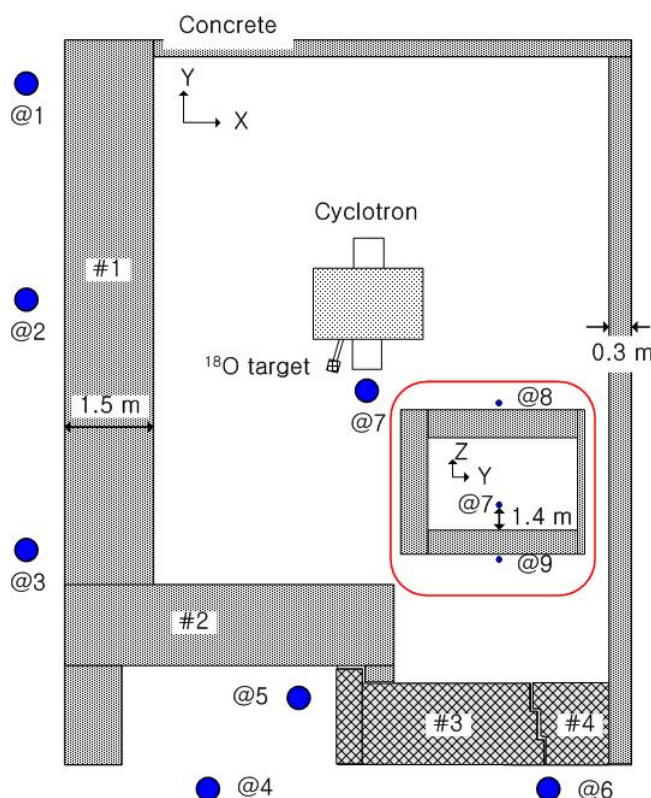 Concrete
Y
X
@1
Cyclotron
#1
@2
0.3 m
¹⁸O target
1.5 m
@7
@8
Z
Y
@7
1.4 m
@9
@3
#2
@5
#3
#4
@4
@6